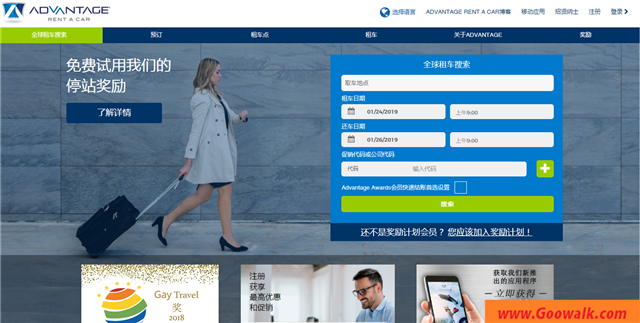 ADVANTAGE
RENT A CAR
选择语言
ADVANTAGE RENT A CAR博客
移动应用
招贤纳士
注册
登录
全球租车搜索
预订
租车点
租车
关于ADVANTAGE
奖励
免费试用我们的
停站奖励
了解详情
全球租车搜索
取车地点
租车日期
01/24/2019
上午9:00
还车日期
01/26/2019
上午9:00
促销代码或公司代码
代码
输入代码
Advantage Awards会员快速结账首选设置
搜索
还不是奖励计划会员？ 您应该加入奖励计划！
Gay Travel
奖
2018
注册
获享
最高优惠
和促销
获取我们新推
出的应用程序
立即获得
www.Goowalk.com